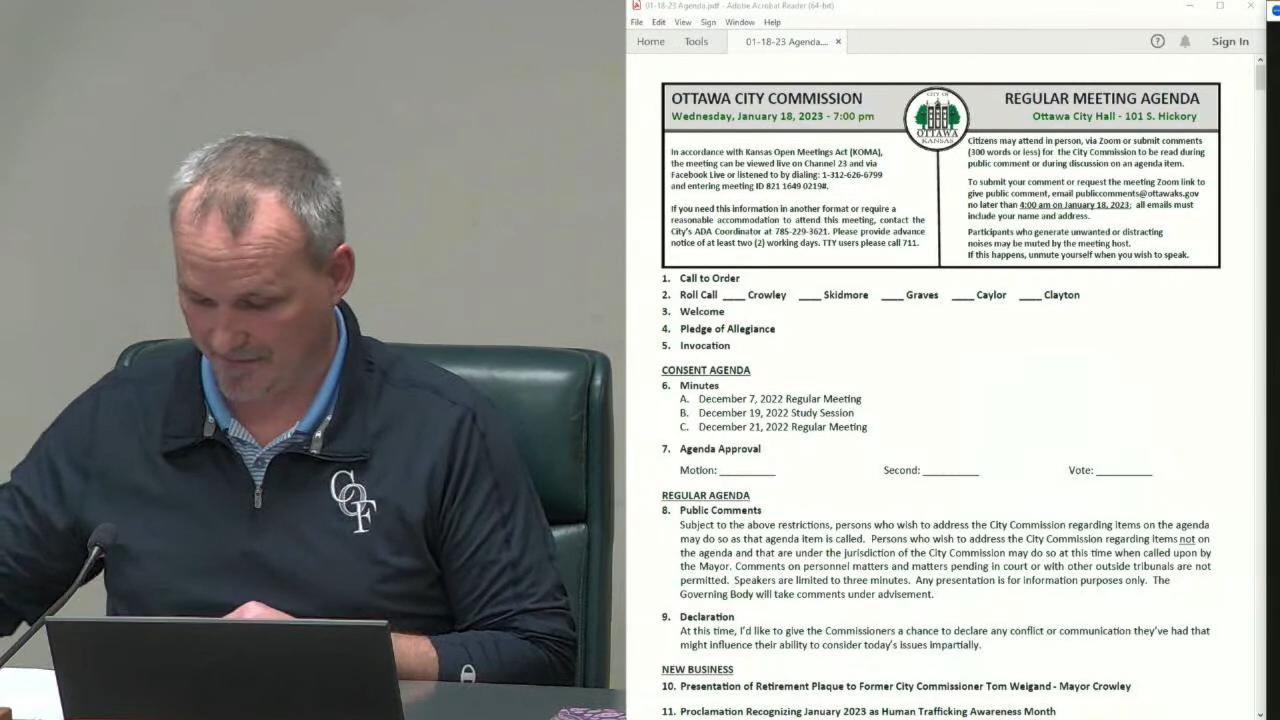 01-18-23 Agenda.pdf - Adobe Acrobat Reader (64-bit)
File Edit View Sign Window Help
Home Tools 01-18-23 Agenda.... × ? Sign In
OTTAWA CITY COMMISSION
Wednesday, January 18, 2023 - 7:00 pm
CITY OF
OTTAWA
KANSAS
REGULAR MEETING AGENDA
Ottawa City Hall - 101 S. Hickory
In accordance with Kansas Open Meetings Act (KOMA),
the meeting can be viewed live on Channel 23 and via
Facebook Live or listened to by dialing: 1-312-626-6799
and entering meeting ID 821 1649 0219#.
If you need this information in another format or require a
reasonable accommodation to attend this meeting, contact the
City's ADA Coordinator at 785-229-3621. Please provide advance
notice of at least two (2) working days. TTY users please call 711.
Citizens may attend in person, via Zoom or submit comments
(300 words or less) for the City Commission to be read during
public comment or during discussion on an agenda item.
To submit your comment or request the meeting Zoom link to
give public comment, email publiccomments@ottawaks.gov
no later than 4:00 am on January 18, 2023; all emails must
include your name and address.
Participants who generate unwanted or distracting
noises may be muted by the meeting host.
If this happens, unmute yourself when you wish to speak.
1. Call to Order
2. Roll Call ____ Crowley ____ Skidmore ____ Graves ____ Caylor ____ Clayton
3. Welcome
4. Pledge of Allegiance
5. Invocation
CONSENT AGENDA
6. Minutes
A. December 7, 2022 Regular Meeting
B. December 19, 2022 Study Session
C. December 21, 2022 Regular Meeting
7. Agenda Approval
Motion: __________ Second: __________ Vote: __________
REGULAR AGENDA
8. Public Comments
Subject to the above restrictions, persons who wish to address the City Commission regarding items on the agenda
may do so as that agenda item is called. Persons who wish to address the City Commission regarding items not on
the agenda and that are under the jurisdiction of the City Commission may do so at this time when called upon by
the Mayor. Comments on personnel matters and matters pending in court or with other outside tribunals are not
permitted. Speakers are limited to three minutes. Any presentation is for information purposes only. The
Governing Body will take comments under advisement.
9. Declaration
At this time, I'd like to give the Commissioners a chance to declare any conflict or communication they've had that
might influence their ability to consider today's issues impartially.
NEW BUSINESS
10. Presentation of Retirement Plaque to Former City Commissioner Tom Weigand - Mayor Crowley
11. Proclamation Recognizing January 2023 as Human Trafficking Awareness Month
COF